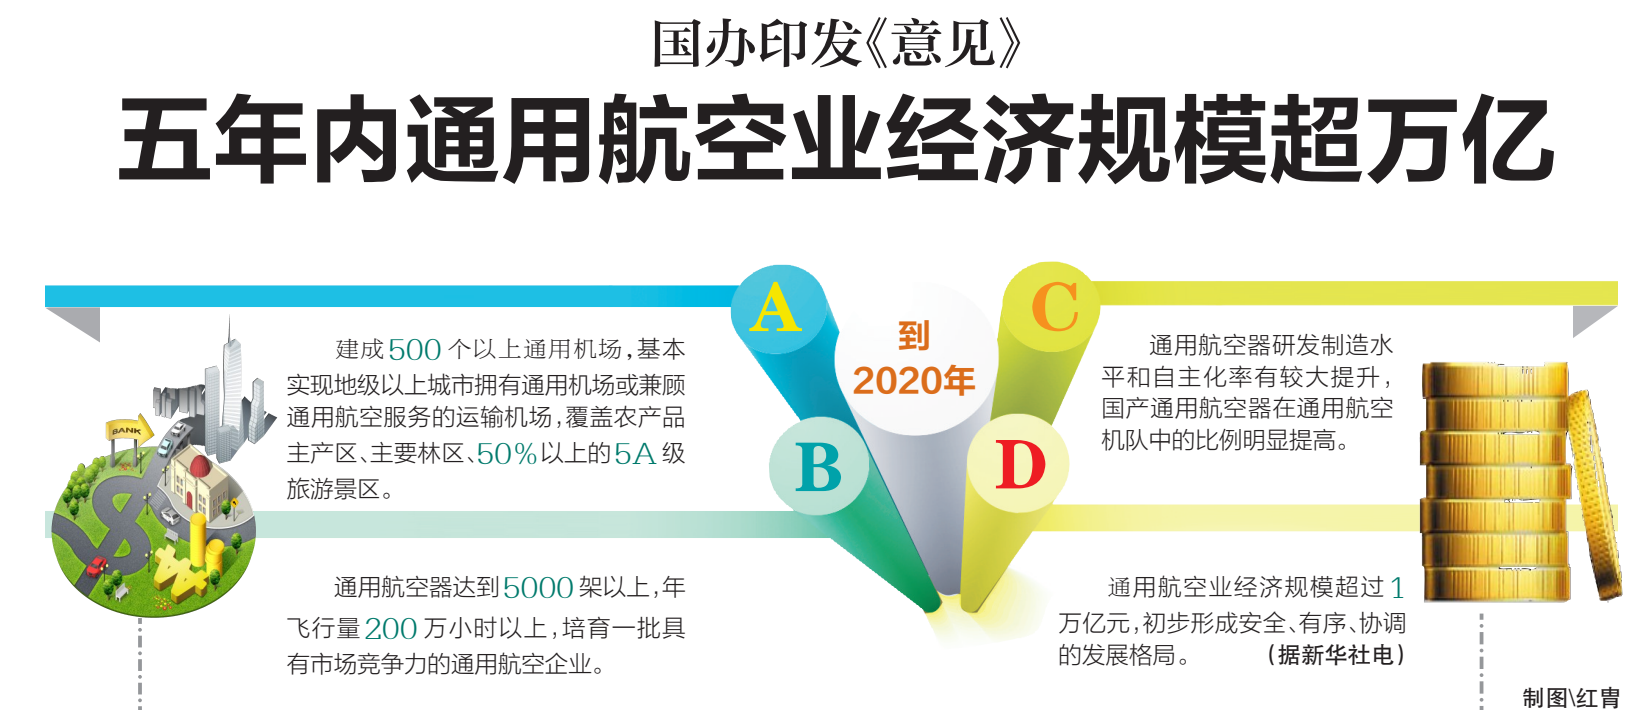 国办印发《意见》
五年内通用航空业经济规模超万亿
到
2020年
A
建成500个以上通用机场，基本
实现地级以上城市拥有通用机场或兼顾
通用航空服务的运输机场，覆盖农产品
主产区、主要林区、50%以上的5A级
旅游景区。
B
通用航空器达到5000架以上，年
飞行量200万小时以上，培育一批具
有市场竞争力的通用航空企业。
C
通用航空器研发制造水
平和自主化率有较大提升，
国产通用航空器在通用航空
机队中的比例明显提高。
D
通用航空业经济规模超过1
万亿元，初步形成安全、有序、协调
的发展格局。 （据新华社电）
BANK
制图\红胄